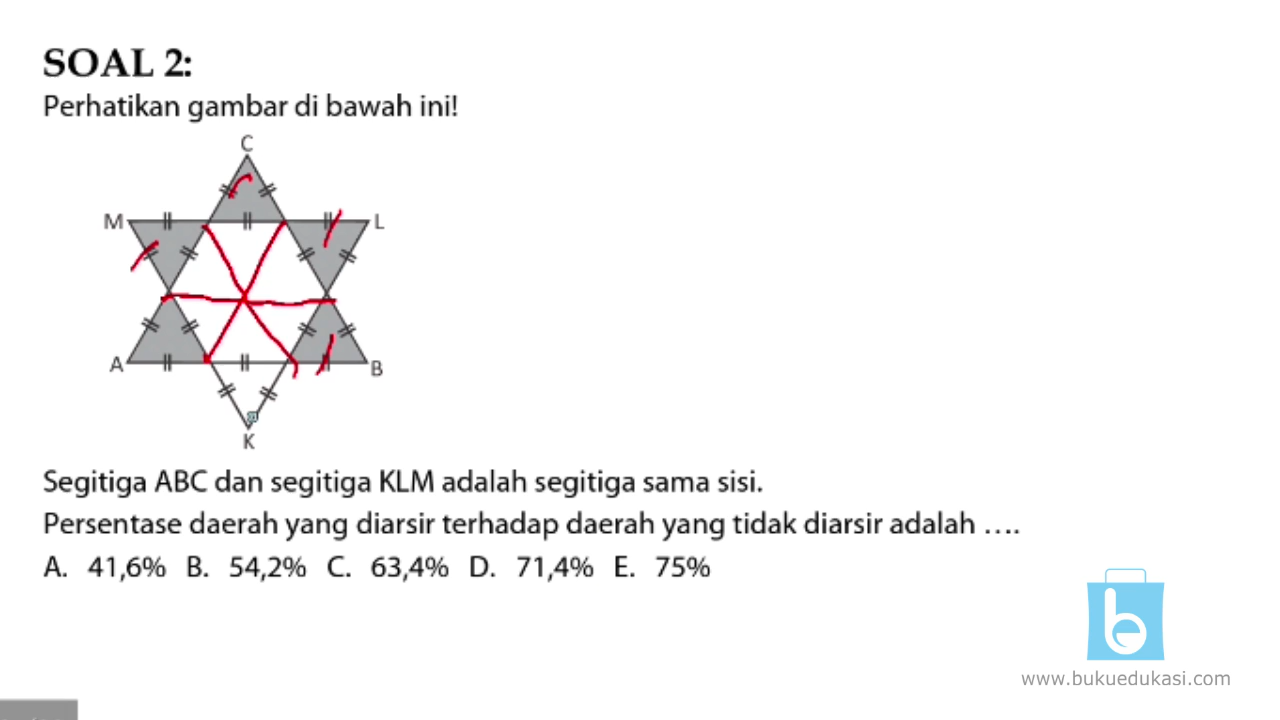 SOAL 2:
Perhatikan gambar di bawah ini!
C
M
L
A
B
K
Segitiga ABC dan segitiga KLM adalah segitiga sama sisi.
Persentase daerah yang diarsir terhadap daerah yang tidak diarsir adalah ....
A. 41,6% B. 54,2% C. 63,4% D. 71,4% E. 75%
b
www.bukuedukasi.com